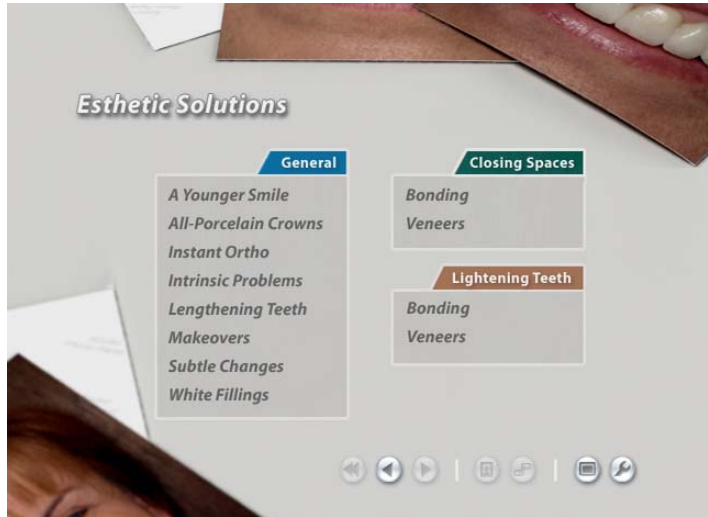 Esthetic Solutions
General
A Younger Smile
All-Porcelain Crowns
Instant Ortho
Intrinsic Problems
Lengthening Teeth
Makeovers
Subtle Changes
White Fillings
Closing Spaces
Bonding
Veneers
Lightening Teeth
Bonding
Veneers